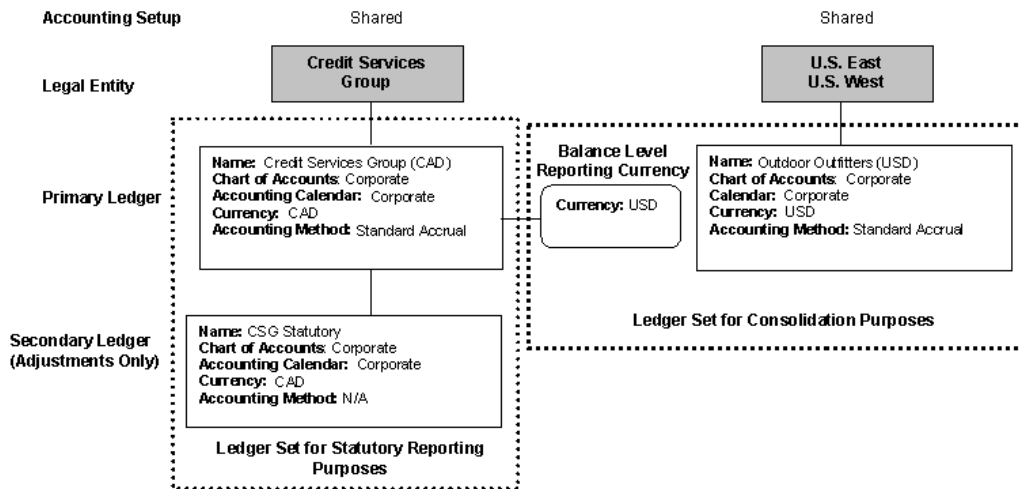 Accounting Setup
Shared
Shared
Legal Entity
Credit Services
Group
U.S. East
U.S. West
Primary Ledger
Name: Credit Services Group (CAD)
Chart of Accounts: Corporate
Accounting Calendar: Corporate
Currency: CAD
Accounting Method: Standard Accrual
Balance Level
Reporting Currency
Currency: USD
Name: Outdoor Outfitters (USD)
Chart of Accounts: Corporate
Calendar: Corporate
Currency: USD
Accounting Method: Standard Accrual
Ledger Set for Consolidation Purposes
Secondary Ledger
(Adjustments Only)
Name: CSG Statutory
Chart of Accounts: Corporate
Accounting Calendar: Corporate
Currency: CAD
Accounting Method: N/A
Ledger Set for Statutory Reporting
Purposes